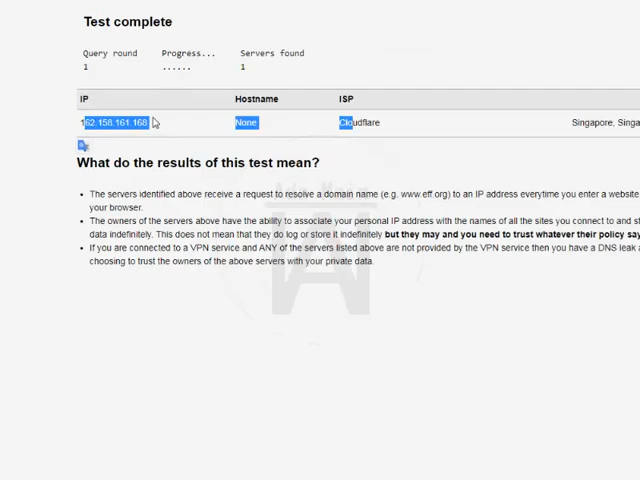 Test complete
Query round Progress... Servers found
1 ...... 1
IP Hostname ISP
162.158.161.168 None Cloudflare Singapore, Singa
What do the results of this test mean?
The servers identified above receive a request to resolve a domain name (e.g. www.eff.org) to an IP address everytime you enter a website
your browser.
The owners of the servers above have the ability to associate your personal IP address with the names of all the sites you connect to and st
data indefinitely. This does not mean that they do log or store it indefinitely but they may and you need to trust whatever their policy say
If you are connected to a VPN service and ANY of the servers listed above are not provided by the VPN service then you have a DNS leak a
choosing to trust the owners of the above servers with your private data.